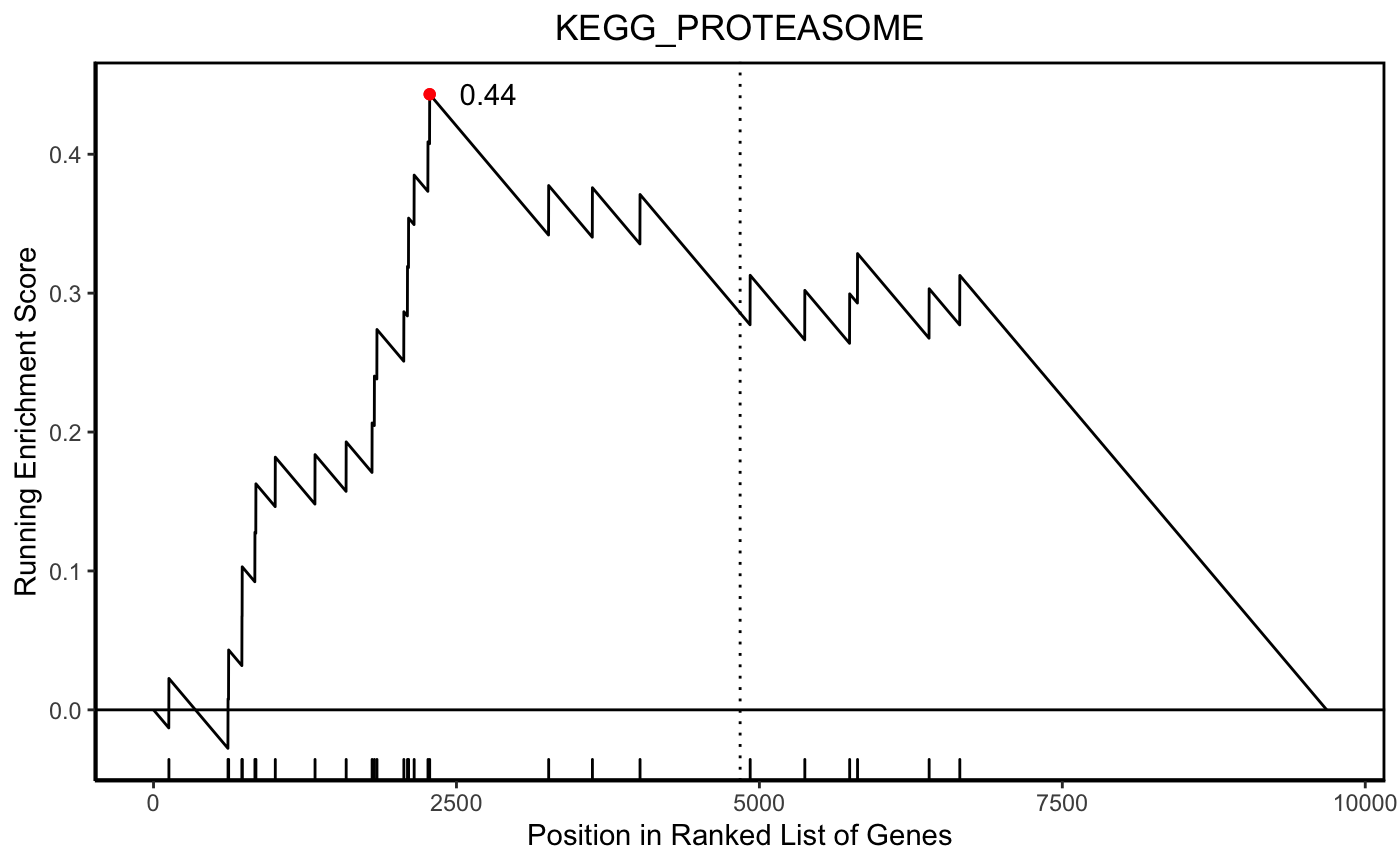 KEGG_PROTEASOME
0.44
Running Enrichment Score
0.4
0.3
0.2
0.1
0.0
0 2500 5000 7500 10000
Position in Ranked List of Genes